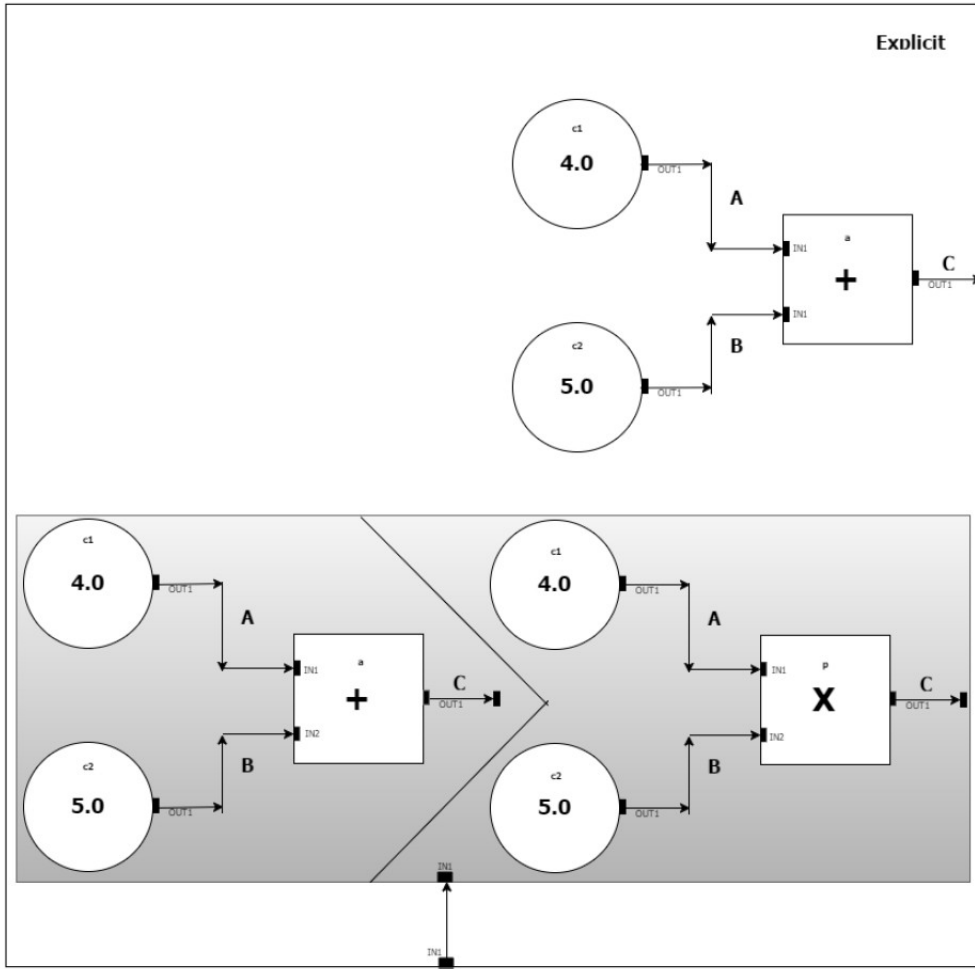 Explicit
c1
4.0
OUT1
A
IN1
a
+
C
OUT1
IN1
B
c2
5.0
OUT1
c1
4.0
OUT1
A
IN1
a
+
C
OUT1
IN2
B
c2
5.0
OUT1
c1
4.0
OUT1
A
IN1
p
X
C
OUT1
IN2
B
c2
5.0
OUT1
IN1
IN1